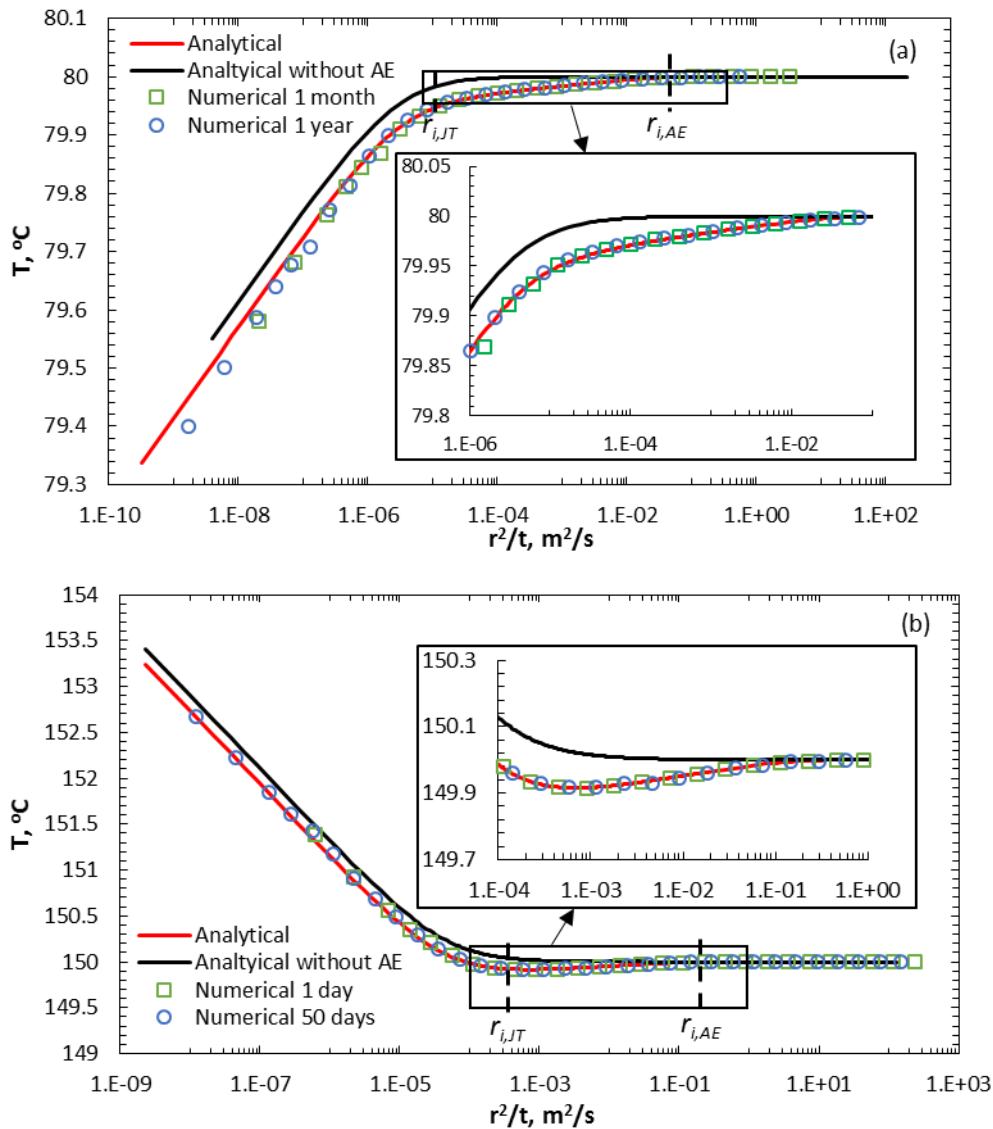 80.1
80
79.9
79.8
79.7
79.6
79.5
79.4
79.3
T, ºC
Analytical
Analtyical without AE
Numerical 1 month
Numerical 1 year
(a)
r_i,JT
r_i,AE
80.05
80
79.95
79.9
79.85
79.8
1.E-06
1.E-04
1.E-02
1.E-10
1.E-08
1.E-06
1.E-04
1.E-02
1.E+00
1.E+02
r²/t, m²/s
154
153.5
153
152.5
152
151.5
151
150.5
150
149.5
149
T, ºC
(b)
150.3
150.1
149.9
149.7
1.E-04
1.E-03
1.E-02
1.E-01
1.E+00
Analytical
Analtyical without AE
Numerical 1 day
Numerical 50 days
r_i,JT
r_i,AE
1.E-09
1.E-07
1.E-05
1.E-03
1.E-01
1.E+01
1.E+03
r²/t, m²/s